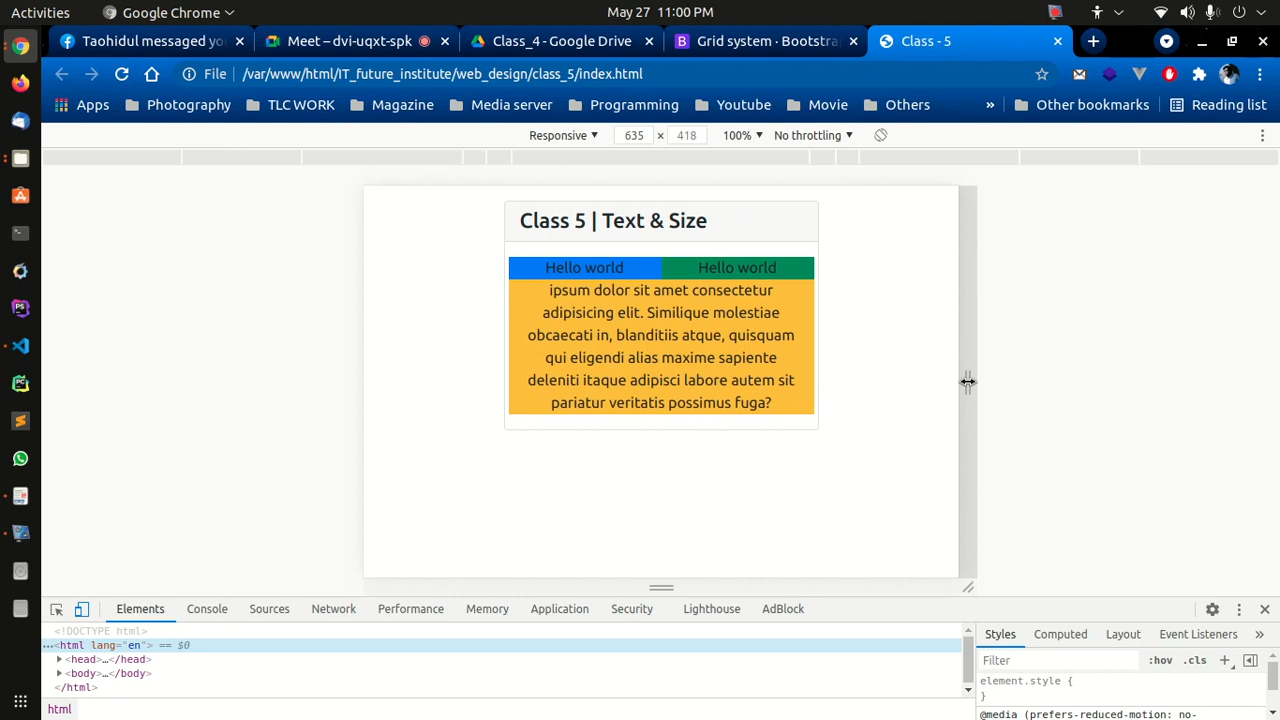 Activities
Google Chrome
May 27 11:00 PM
Taohidul messaged yo
Meet – dvi-uqxt-spk
Class_4 - Google Drive
Grid system · Bootstra
Class - 5
File
/var/www/html/IT_future_institute/web_design/class_5/index.html
Apps
Photography
TLC WORK
Magazine
Media server
Programming
Youtube
Movie
Others
»
Other bookmarks
Reading list
Responsive
635 × 418
100%
No throttling
Class 5 | Text & Size
Hello world
Hello world
ipsum dolor sit amet consectetur
adipisicing elit. Similique molestiae
obcaecati in, blanditiis atque, quisquam
qui eligendi alias maxime sapiente
deleniti itaque adipisci labore autem sit
pariatur veritatis possimus fuga?
Elements
Console
Sources
Network
Performance
Memory
Application
Security
Lighthouse
AdBlock
<!DOCTYPE html>
…<html lang="en"> == $0
<head>…</head>
<body>…</body>
</html>
html
Styles
Computed
Layout
Event Listeners
»
Filter
:hov
.cls
element.style {
}
@media (prefers-reduced-motion: no-